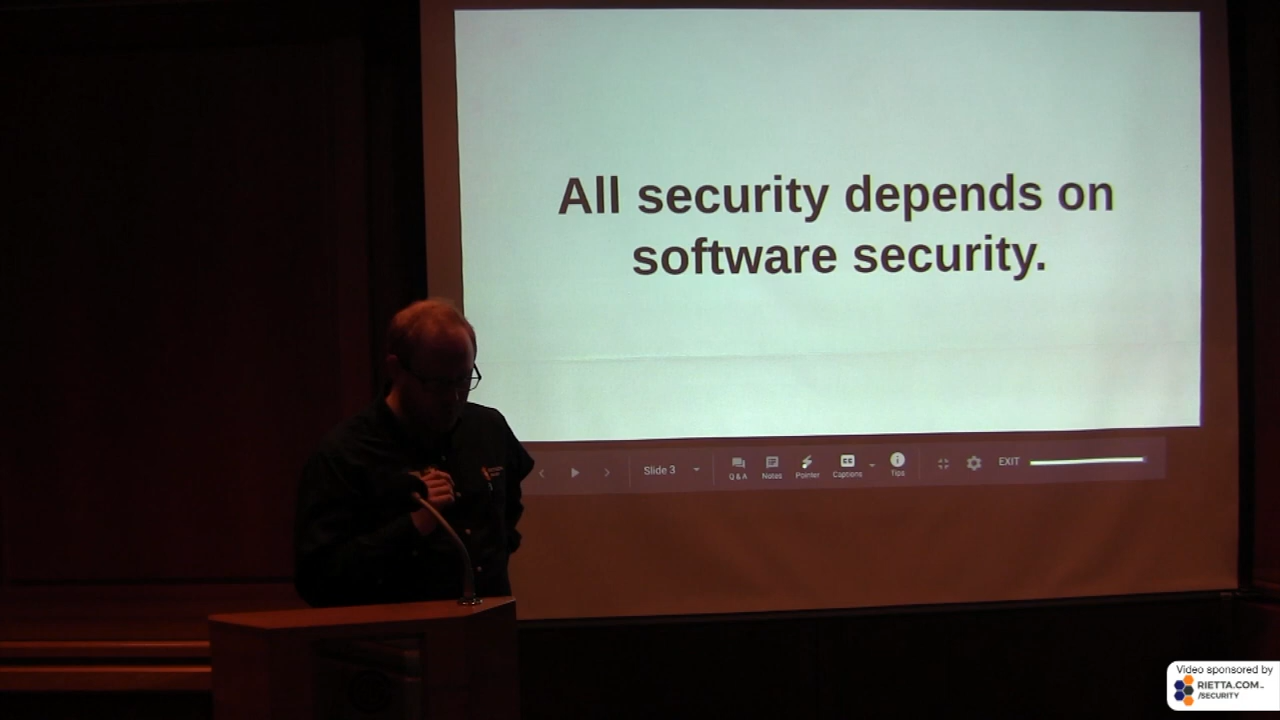 All security depends on
software security.
Slide 3
Q & A
Notes
Pointer
CC
Captions
Tips
EXIT
Video sponsored by
RIETTA.COM
/SECURITY